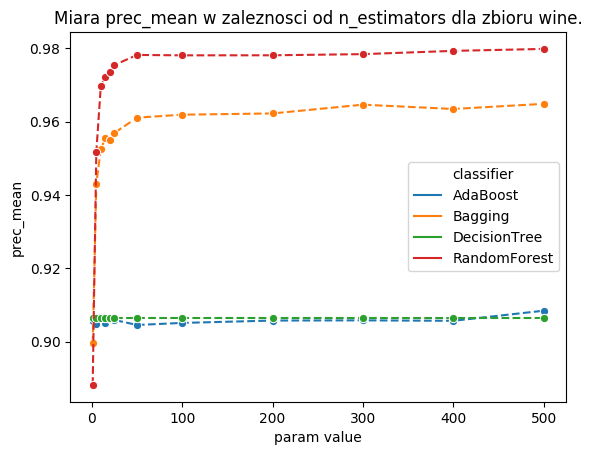 Miara prec_mean w zaleznosci od n_estimators dla zbioru wine.
0.98
0.96
0.94
0.92
0.90
prec_mean
classifier
AdaBoost
Bagging
DecisionTree
RandomForest
0
100
200
300
400
500
param value